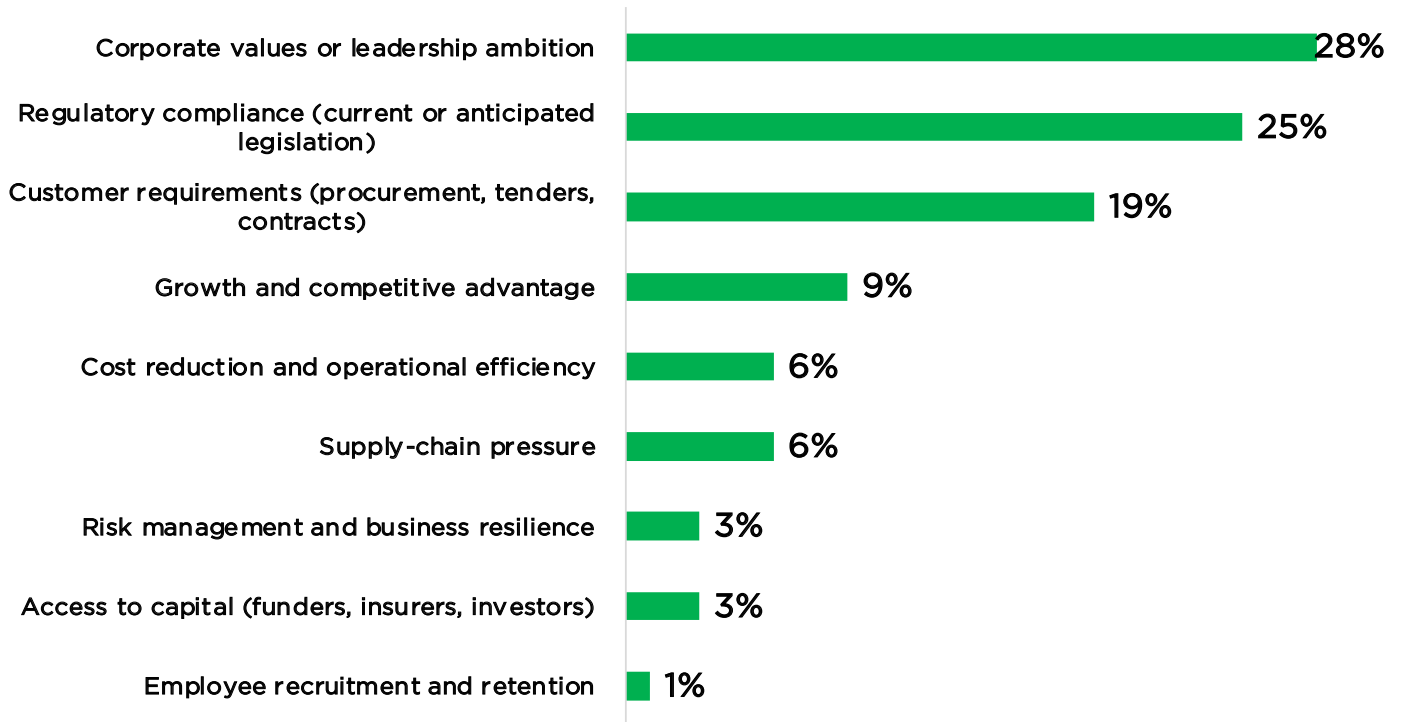 Corporate values or leadership ambition
28%
Regulatory compliance (current or anticipated
legislation)
25%
Customer requirements (procurement, tenders,
contracts)
19%
Growth and competitive advantage
9%
Cost reduction and operational efficiency
6%
Supply-chain pressure
6%
Risk management and business resilience
3%
Access to capital (funders, insurers, investors)
3%
Employee recruitment and retention
1%